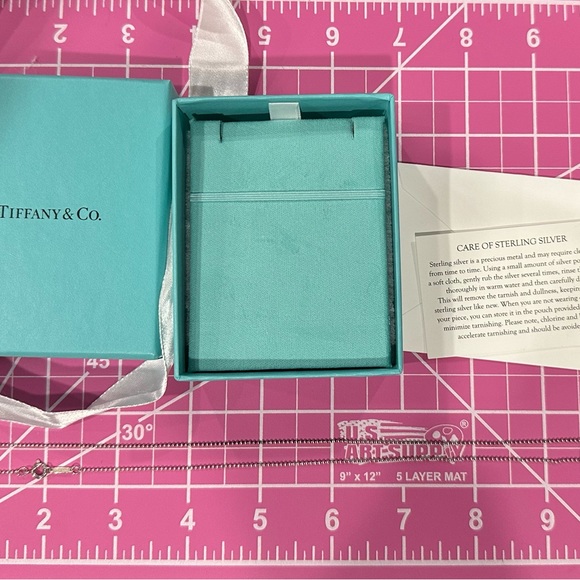 5 6 7 8 9
TIFFANY & CO.
CARE OF STERLING SILVER
Sterling silver is a precious metal and may require cle
from time to time. Using a small amount of silver po
a soft cloth, gently rub the silver several times, rinse
thoroughly in warm water and then carefully d
This will remove the tarnish and dullness, keepin
sterling silver like new. When you are not wearing
your piece, you can store it in the pouch provided
minimize tarnishing. Please note, chlorine and
accelerate tarnishing and should be avoide
45
30°
U.S. ®
ART SUPPLY
9" x 12" 5 LAYER MAT
2 3 4 5 6 7 8 9